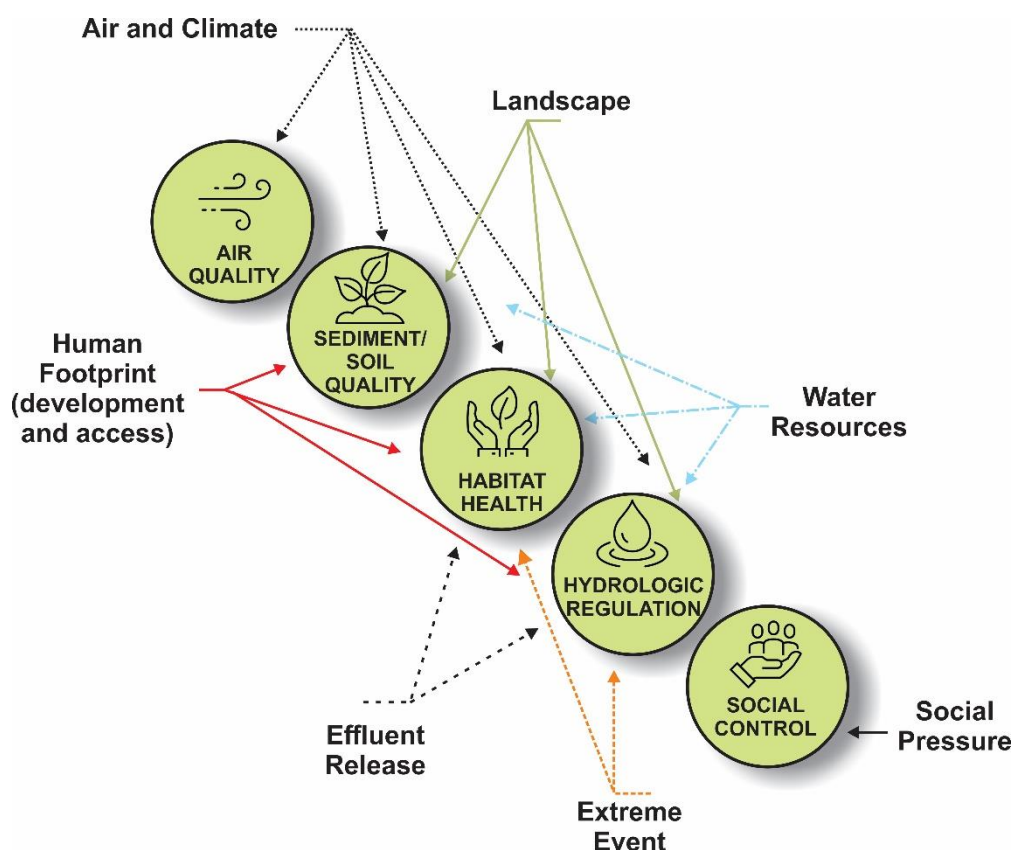 Air and Climate
Landscape
AIR
QUALITY
SEDIMENT/
SOIL
QUALITY
Human
Footprint
(development
and access)
Water
Resources
HABITAT
HEALTH
HYDROLOGIC
REGULATION
SOCIAL
CONTROL
Social
Pressure
Effluent
Release
Extreme
Event